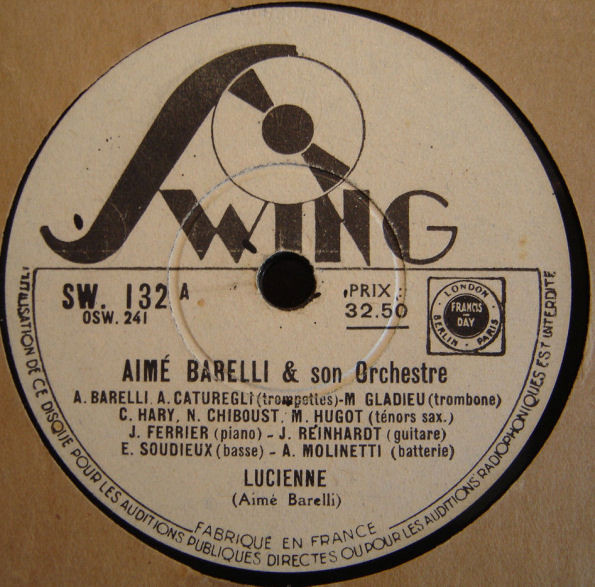 SWING
SW. 132 A
OSW. 241
PRIX :
32.50
LONDON
FRANCIS-DAY
BERLIN - PARIS
AIMÉ BARELLI & son Orchestre
A. BARELLI, A. CATUREGLI (trompettes)-M GLADIEU (trombone)
C. HARY, N. CHIBOUST, M. HUGOT (ténors sax.)
J. FERRIER (piano) - J. REINHARDT (guitare)
E. SOUDIEUX (basse) - A. MOLINETTI (batterie)
LUCIENNE
(Aimé Barelli)
FABRIQUÉ EN FRANCE
L'UTILISATION DE CE DISQUE POUR LES AUDITIONS PUBLIQUES DIRECTES OU POUR LES AUDITIONS RADIOPHONIQUES EST INTERDITE